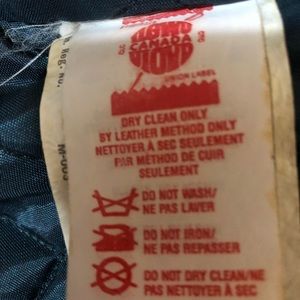 CANADA
UNION LABEL
DRY CLEAN ONLY
BY LEATHER METHOD ONLY
NETTOYER À SEC SEULEMENT
PAR MÉTHODE DE CUIR
SEULEMENT
DO NOT WASH/
NE PAS LAVER
DO NOT IRON/
NE PAS REPASSER
DO NOT DRY CLEAN/NE
PAS NETTOYER À SEC
Reg. No.